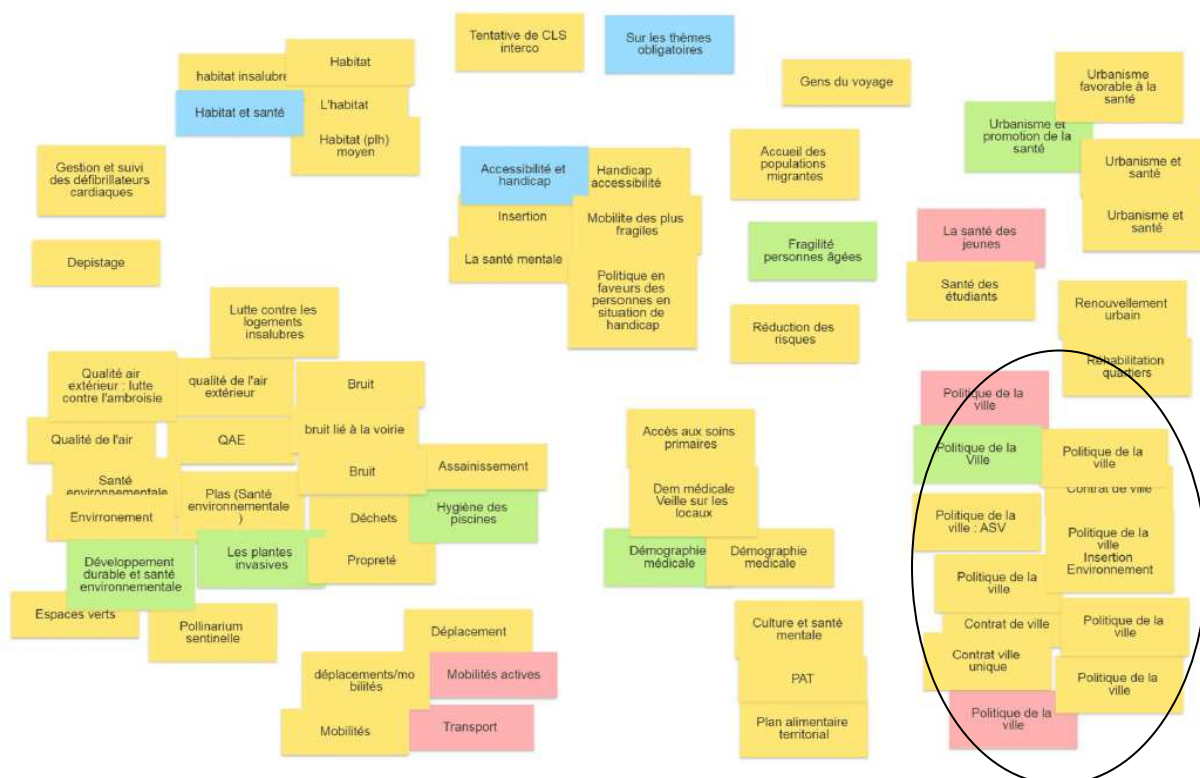 Tentative de CLS
interco
Sur les thèmes
obligatoires
habitat insalubre
Habitat
Habitat et santé
L'habitat
Habitat (plh)
moyen
Gens du voyage
Urbanisme
favorable à la
santé
Urbanisme et
promotion de la
santé
Urbanisme et
santé
Urbanisme et
santé
Gestion et suivi
des défibrillateurs
cardiaques
Depistage
Accessibilité et
handicap
Handicap
accessibilité
Insertion
Mobilite des plus
fragiles
La santé mentale
Politique en
faveurs des
personnes en
situation de
handicap
Accueil des
populations
migrantes
Fragilité
personnes âgées
Réduction des
risques
La santé des
jeunes
Santé des
étudiants
Renouvellement
urbain
Réhabilitation
quartiers
Lutte contre les
logements
insalubres
Qualité air
extérieur : lutte
contre l'ambroisie
qualité de l'air
extérieur
Bruit
Qualité de l'air
QAE
bruit lié à la voirie
Santé
environnementale
Plas (Santé
environnementale
)
Bruit
Assainissement
Envirronement
Déchets
Hygiène des
piscines
Développement
durable et santé
environnementale
Les plantes
invasives
Propreté
Espaces verts
Pollinarium
sentinelle
Déplacement
déplacements/mo
bilités
Mobilités actives
Mobilités
Transport
Accès aux soins
primaires
Dem médicale
Veille sur les
locaux
Démographie
médicale
Démographie
medicale
Culture et santé
mentale
PAT
Plan alimentaire
territorial
Politique de la
ville
Politique de la
Ville
Politique de la
ville
Contrat de ville
Politique de la
ville : ASV
Politique de la
ville
Insertion
Environnement
Politique de la
ville
Contrat de ville
Politique de la
ville
Contrat ville
unique
Politique de la
ville
Politique de la
ville